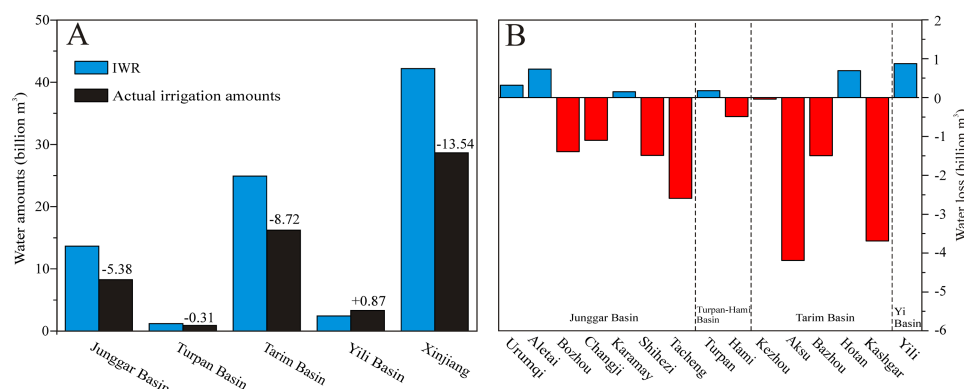 A
IWR
Actual irrigation amounts
Water amounts (billion m³)
50
40
30
20
10
0
-5.38
-0.31
-8.72
+0.87
-13.54
Junggar Basin
Turpan Basin
Tarim Basin
Yili Basin
Xinjiang
B
2
1
0
-1
-2
-3
-4
-5
-6
Water loss (billion m³)
Junggar Basin
Turpan-Hami
Basin
Tarim Basin
Yi
Basin
Urumqi
Aletai
Bozhou
Changji
Karamay
Shihezi
Tacheng
Turpan
Hami
Kezhou
Aksu
Bazhou
Hotan
Kashgar
Yili